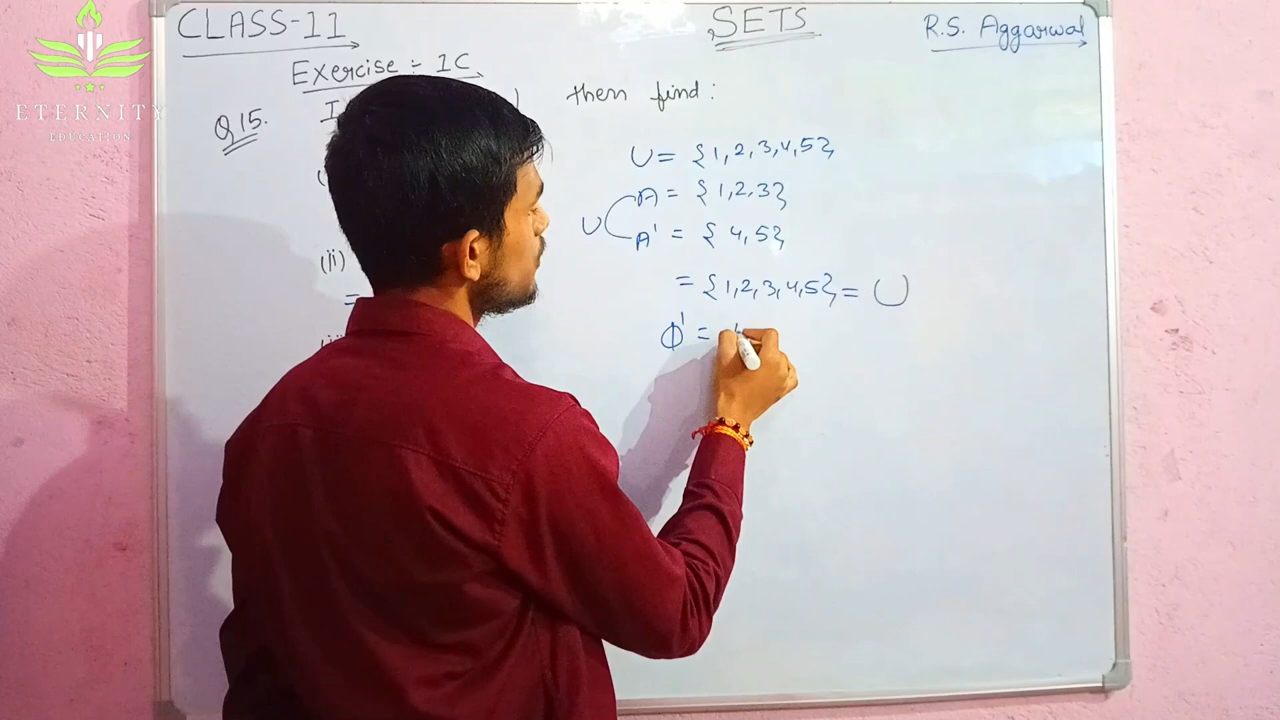 CLASS-11
SETS
R.S. Aggarwal
ETERNITY
EDUCATION
Exercise :- 1C
Q15.
I
) then find :
U = {1,2,3,4,5}
A = {1,2,3}
U
A' = {4,5}
(ii)
= {1,2,3,4,5} = U
=
Φ' =